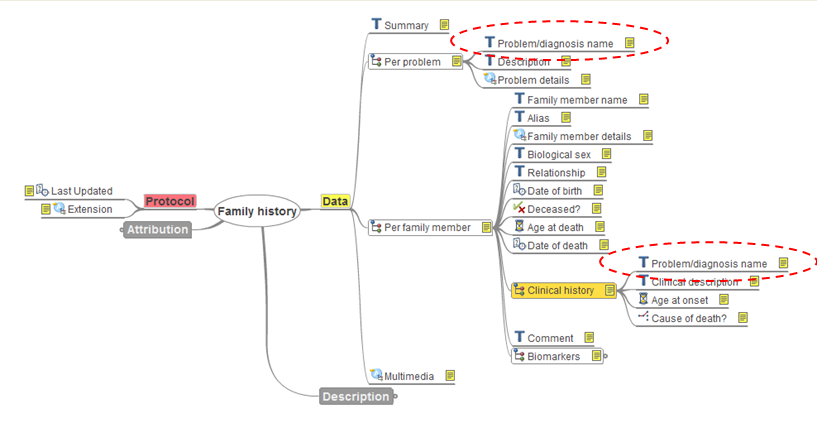 Summary
Per problem
Problem/diagnosis name
Description
Problem details
Family member name
Alias
Family member details
Biological sex
Relationship
Last Updated
Extension
Protocol
Attribution
Family history
Data
Per family member
Date of birth
Deceased?
Age at death
Date of death
Clinical history
Problem/diagnosis name
Clinical description
Age at onset
Cause of death?
Comment
Biomarkers
Multimedia
Description